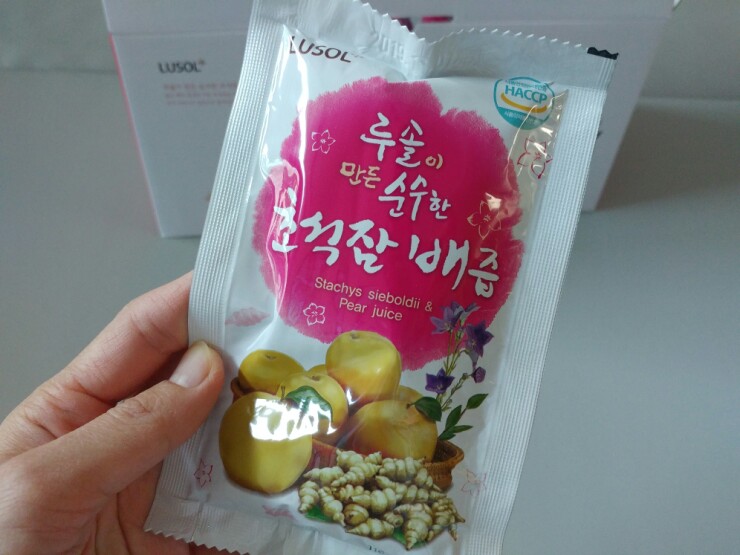 LUSOL
LUSOL
HACCP
루솔이
만든 순수한
초석잠 배즙
Stachys sieboldii &
Pear juice